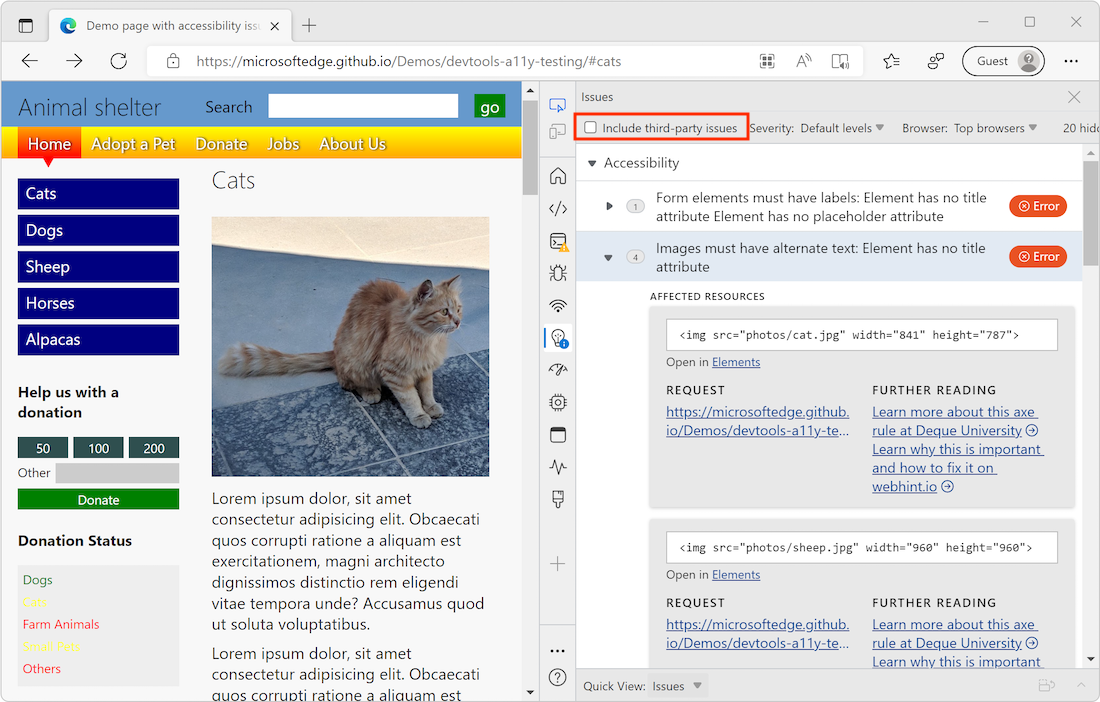 Demo page with accessibility iss
https://microsoftedge.github.io/Demos/devtools-a11y-testing/#cats
Guest
Animal shelter
Search
go
Home
Adopt a Pet
Donate
Jobs
About Us
Cats
Dogs
Sheep
Horses
Alpacas
Help us with a
donation
50
100
200
Other
Donate
Donation Status
Dogs
Cats
Farm Animals
Small Pets
Others
Cats
Lorem ipsum dolor, sit amet
consectetur adipisicing elit. Obcaecati
quos corrupti ratione a aliquam est
exercitationem, magni architecto
dignissimos distinctio rem eligendi
vitae tempora unde? Accusamus quod
ut soluta voluptatibus.
Lorem ipsum dolor, sit amet
consectetur adipisicing elit. Obcaecati
quos corrupti ratione a aliquam est
Issues
Include third-party issues
Severity: Default levels
Browser: Top browsers
20 hidd
Accessibility
1
Form elements must have labels: Element has no title
attribute Element has no placeholder attribute
Error
4
Images must have alternate text: Element has no title
attribute
Error
AFFECTED RESOURCES
<img src="photos/cat.jpg" width="841" height="787">
Open in Elements
REQUEST
https://microsoftedge.github.
io/Demos/devtools-a11y-te...
FURTHER READING
Learn more about this axe
rule at Deque University
Learn why this is important
and how to fix it on
webhint.io
<img src="photos/sheep.jpg" width="960" height="960">
Open in Elements
REQUEST
https://microsoftedge.github.
io/Demos/devtools-a11y-te...
FURTHER READING
Learn more about this axe
rule at Deque University
Learn why this is important
Quick View: Issues